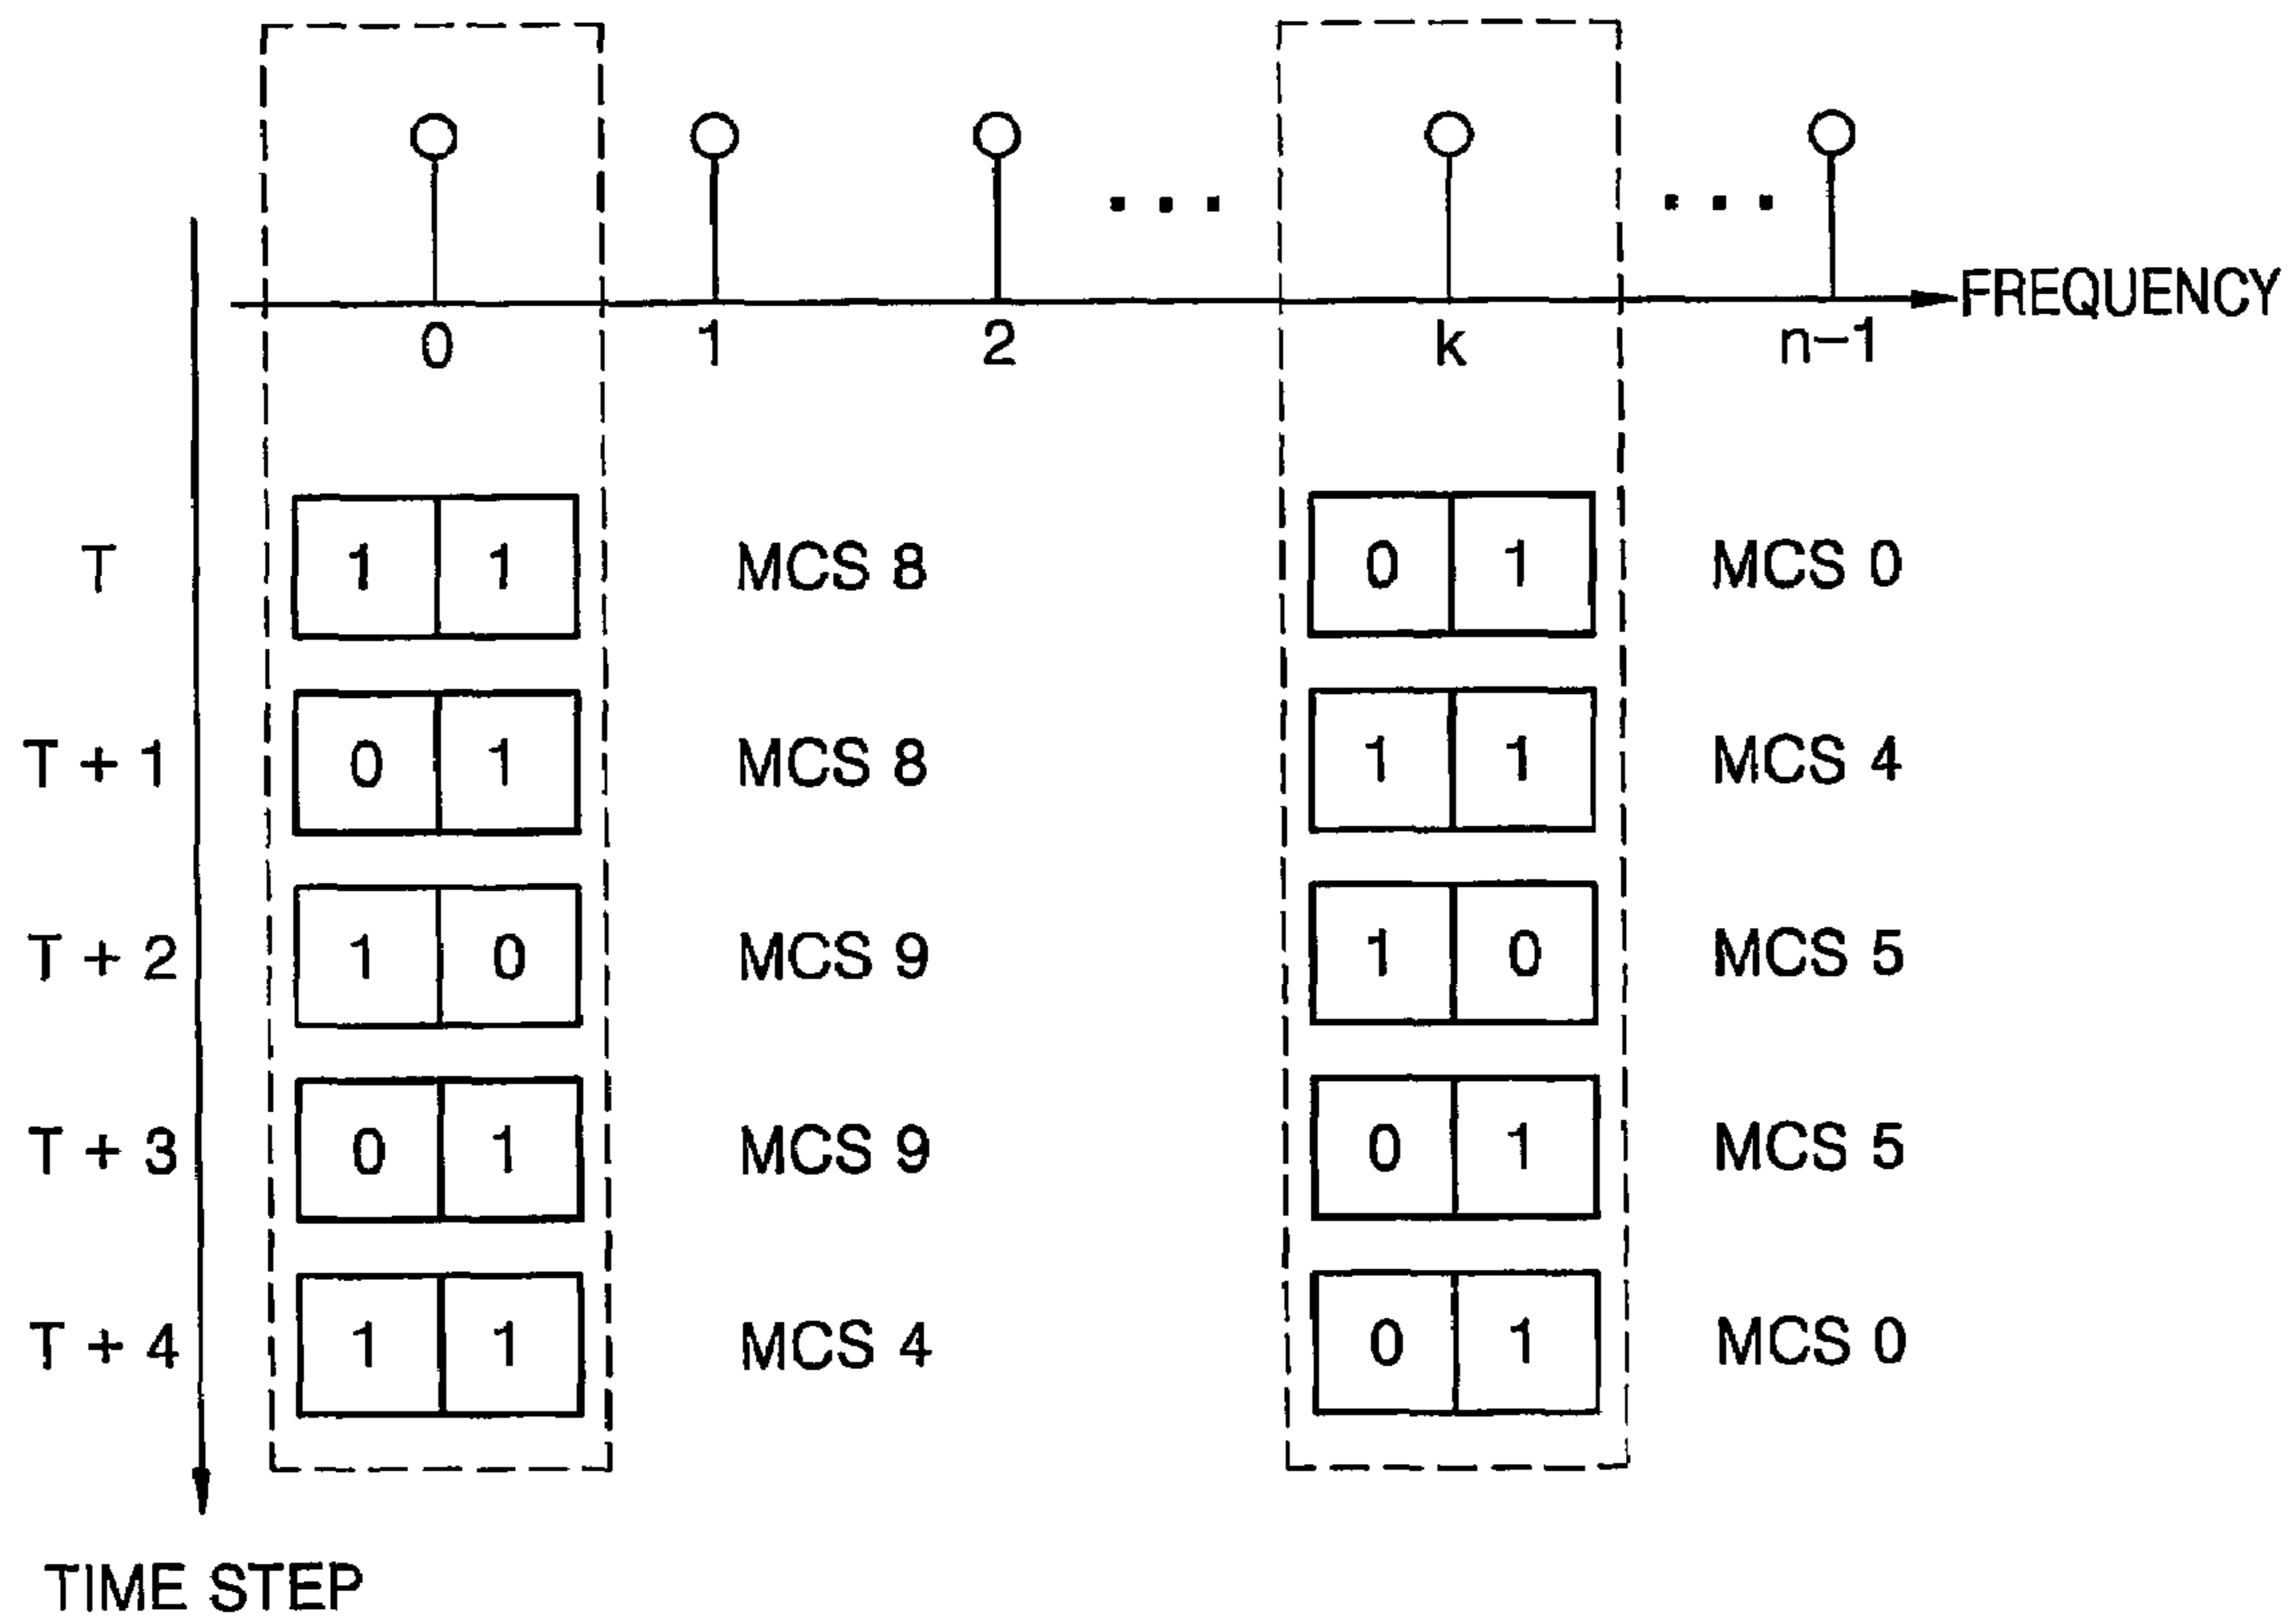 ... ...
FREQUENCY
0 1 2 k n-1
T 1 1 MCS 8 0 1 MCS 0
T + 1 0 1 MCS 8 1 1 MCS 4
T + 2 1 0 MCS 9 1 0 MCS 5
T + 3 0 1 MCS 9 0 1 MCS 5
T + 4 1 1 MCS 4 0 1 MCS 0
TIME STEP